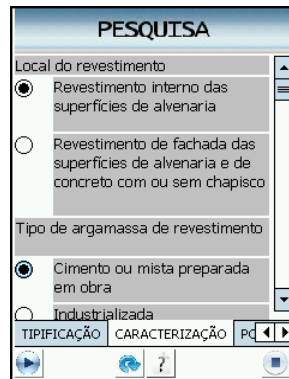 PESQUISA
Local do revestimento
Revestimento interno das
superfícies de alvenaria
Revestimento de fachada das
superfícies de alvenaria e de
concreto com ou sem chapisco
Tipo de argamassa de revestimento
Cimento ou mista preparada
em obra
Industrializada
TIPIFICAÇÃO CARACTERIZAÇÃO PC
?